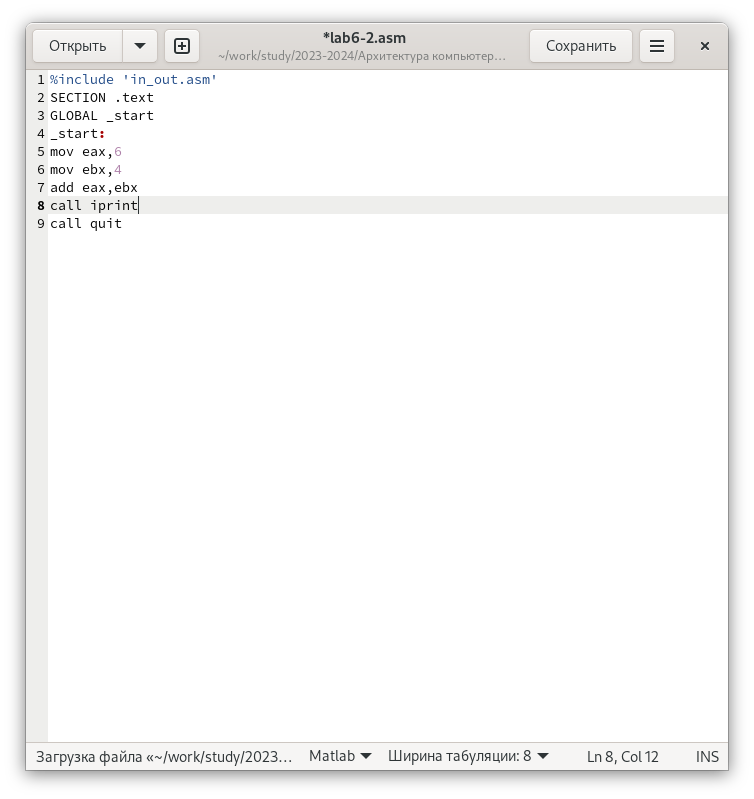 Открыть
*lab6-2.asm
~/work/study/2023-2024/Архитектура компьютер…
Сохранить
1 %include 'in_out.asm'
2 SECTION .text
3 GLOBAL _start
4 _start:
5 mov eax,6
6 mov ebx,4
7 add eax,ebx
8 call iprint
9 call quit
Загрузка файла «~/work/study/2023… Matlab Ширина табуляции: 8 Ln 8, Col 12 INS